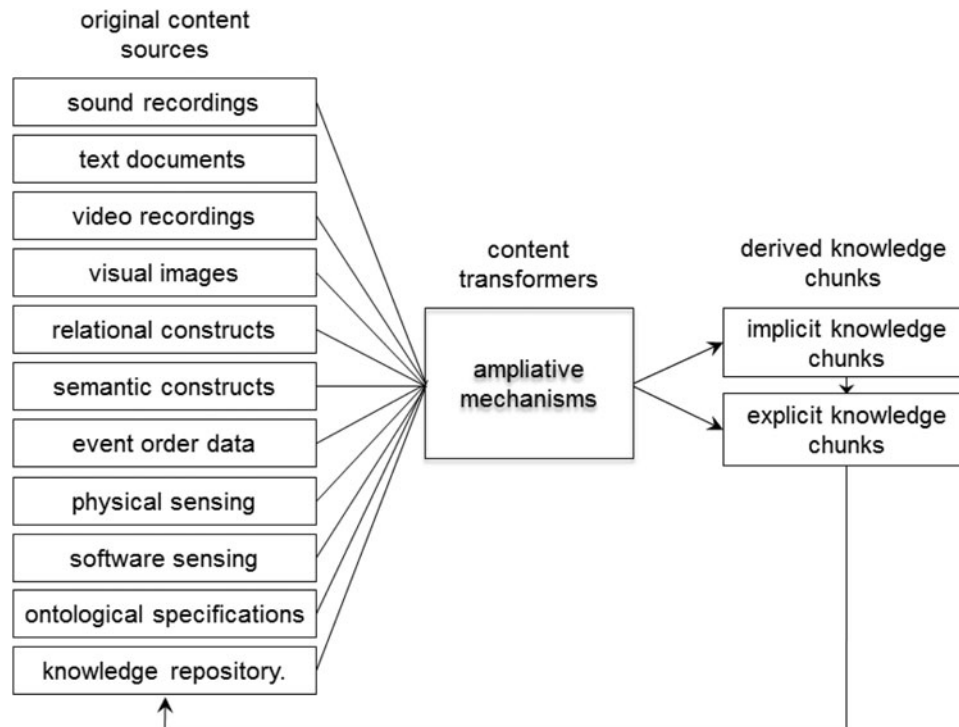 original content
sources
sound recordings
text documents
video recordings
visual images
relational constructs
semantic constructs
event order data
physical sensing
software sensing
ontological specifications
knowledge repository.
content
transformers
ampliative
mechanisms
derived knowledge
chunks
implicit knowledge
chunks
explicit knowledge
chunks